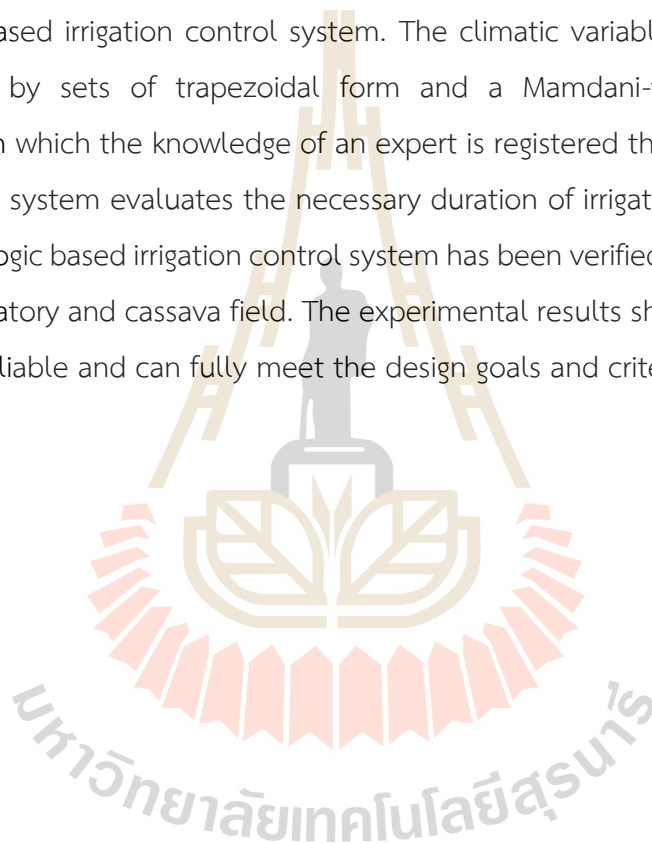 ased irrigation control system. The climatic variabl
by sets of trapezoidal form and a Mamdani-
which the knowledge of an expert is registered th
system evaluates the necessary duration of irrigat
ogic based irrigation control system has been verified
atory and cassava field. The experimental results sh
liable and can fully meet the design goals and crite
มหาวิทยาลัยเทคโนโลยีสุรนารี